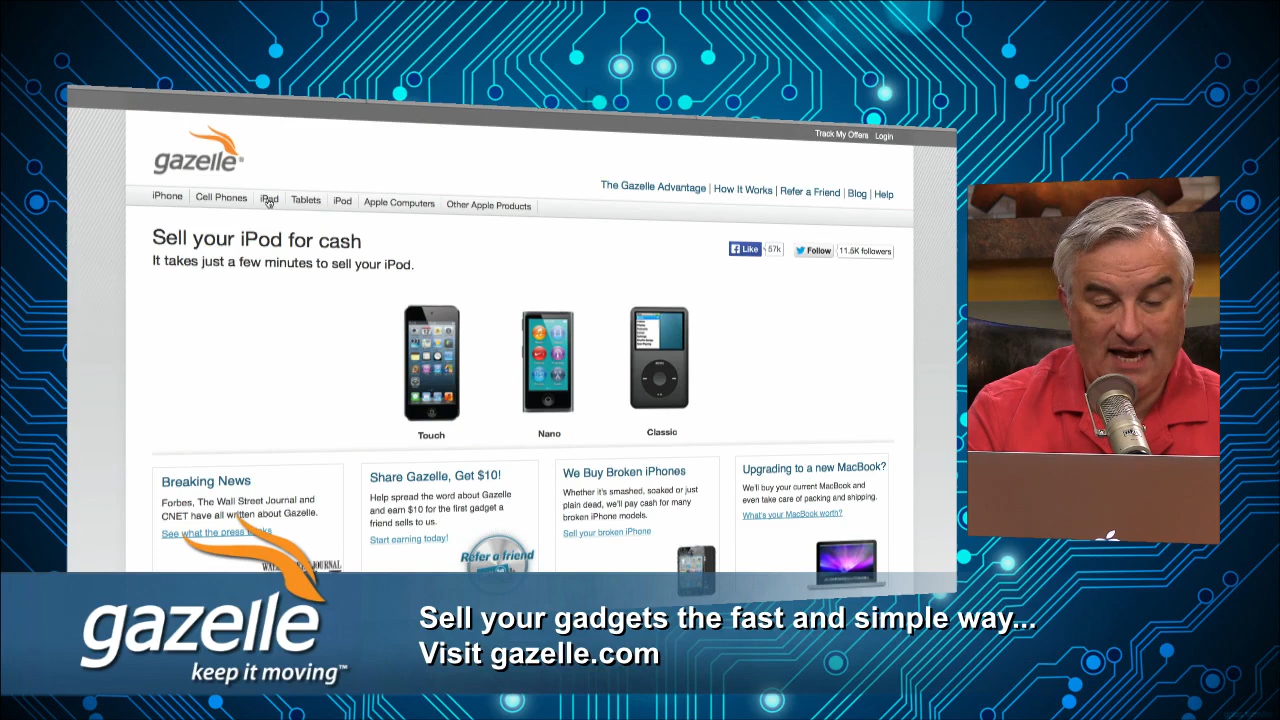 Track My Offers Login
gazelle®
The Gazelle Advantage | How It Works | Refer a Friend | Blog | Help
iPhone Cell Phones iPad Tablets iPod Apple Computers Other Apple Products
Sell your iPod for cash
It takes just a few minutes to sell your iPod.
Like 57k Follow 11.5K followers
Touch
Nano
Classic
Breaking News
Forbes, The Wall Street Journal and
CNET have all written about Gazelle.
See what the press
Share Gazelle, Get $10!
Help spread the word about Gazelle
and earn $10 for the first gadget a
friend sells to us.
Start earning today!
Refer a friend
We Buy Broken iPhones
Whether it's smashed, soaked or just
plain dead, we'll pay cash for many
broken iPhone models.
Sell your broken iPhone
Upgrading to a new MacBook?
We'll buy your current MacBook and
even take care of packing and shipping.
What's your MacBook worth?
gazelle
keep it moving™
Sell your gadgets the fast and simple way...
Visit gazelle.com